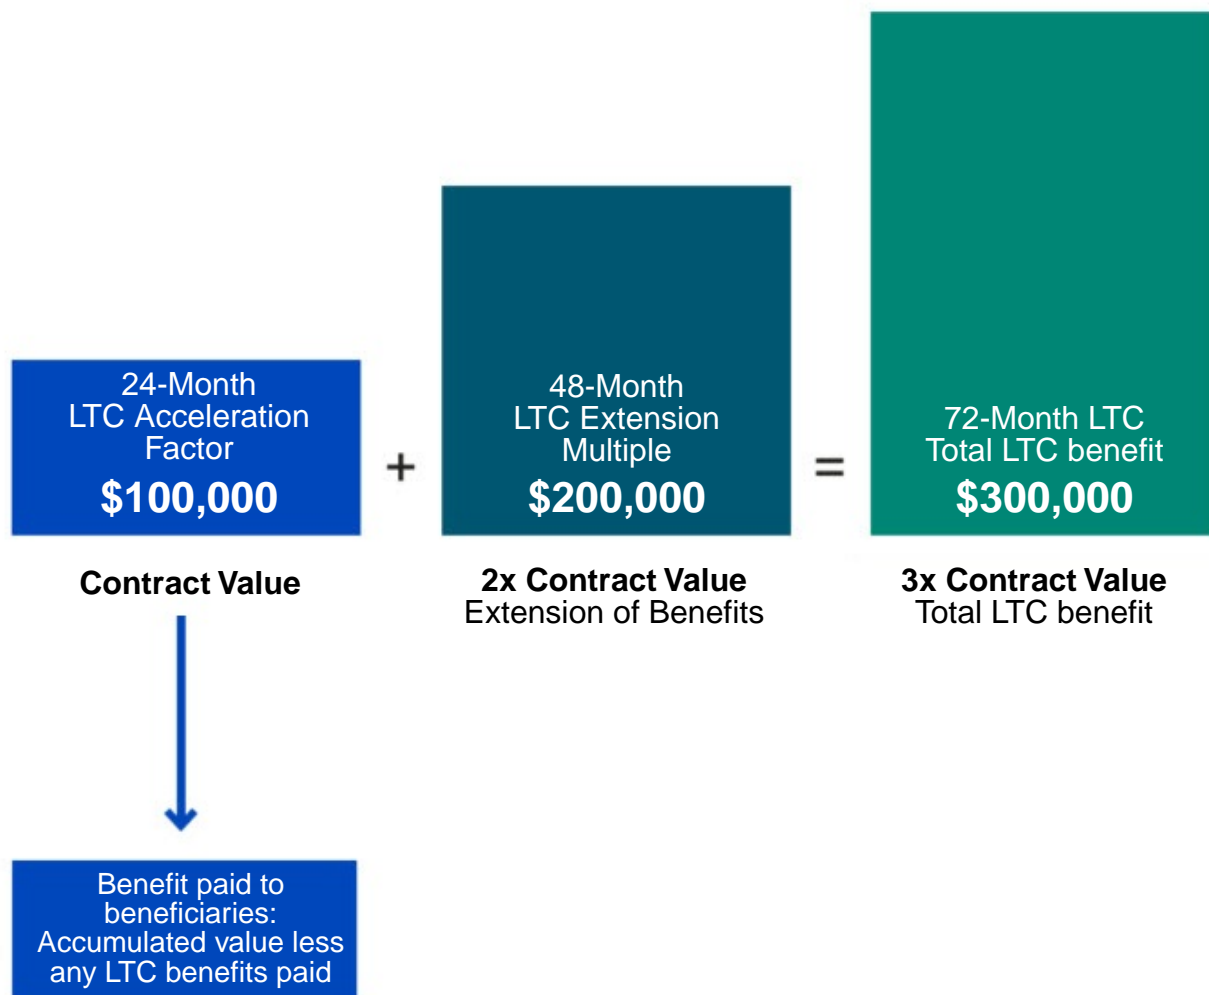 24-Month
LTC Acceleration
Factor
$100,000
+
48-Month
LTC Extension
Multiple
$200,000
=
72-Month LTC
Total LTC benefit
$300,000
Contract Value
2x Contract Value
Extension of Benefits
3x Contract Value
Total LTC benefit
Benefit paid to
beneficiaries:
Accumulated value less
any LTC benefits paid